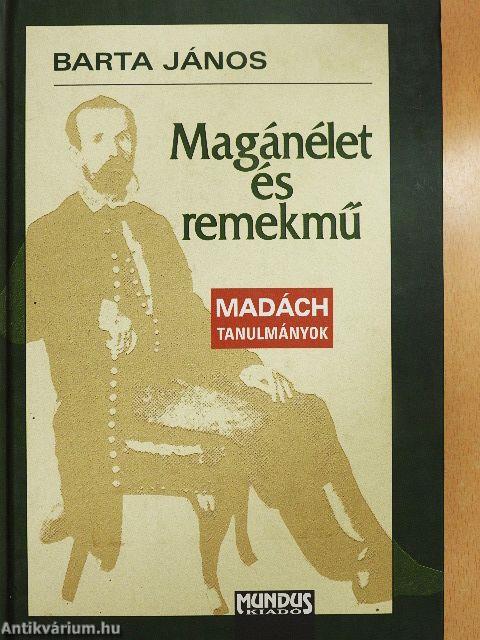 BARTA JÁNOS
Magánélet
és
remekmű
MADÁCH
TANULMÁNYOK
MUNDUS
KIADÓ
Antikvárium.hu